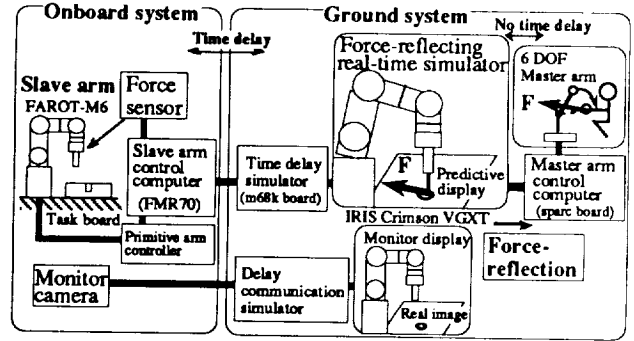 Onboard system
Ground system
Time delay
No time delay
Slave arm
FAROT-M6
Force
sensor
Slave arm
control
computer
(FMR70)
Task board
Primitive arm
controller
Monitor
camera
Time delay
simulator
(m68k board)
Delay
communication
simulator
Force-reflecting
real-time simulator
F
Predictive
display
IRIS Crimson VGXT
Monitor display
Real image
6 DOF
Master arm
F
Master arm
control
computer
(sparc board)
Force-
reflection